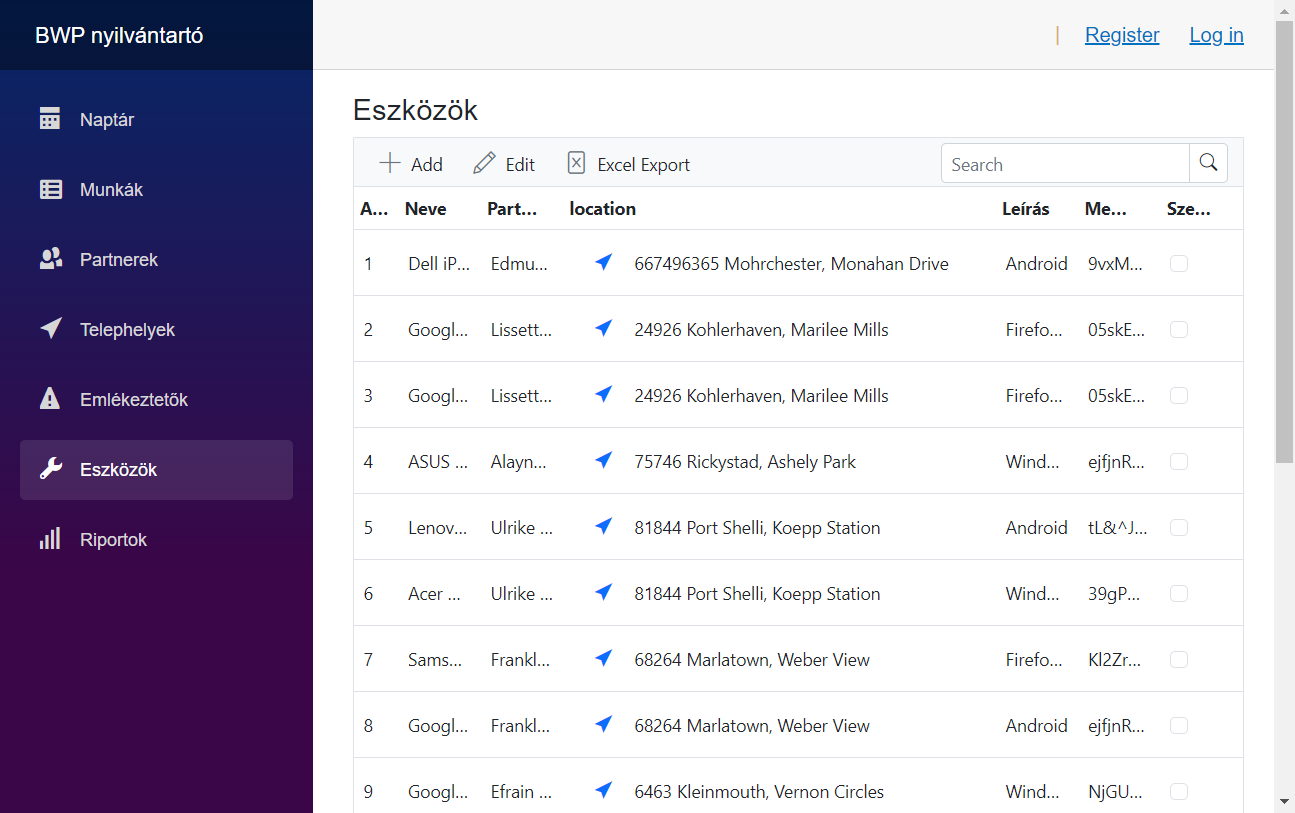 BWP nyilvántartó
| Register Log in
Naptár
Munkák
Partnerek
Telephelyek
Emlékeztetők
Eszközök
Riportok
Eszközök
Add Edit Excel Export Search
A... Neve Part... location Leírás Me... Sze...
1 Dell iP... Edmu... 667496365 Mohrchester, Monahan Drive Android 9vxM...
2 Googl... Lissett... 24926 Kohlerhaven, Marilee Mills Firefo... 05skE...
3 Googl... Lissett... 24926 Kohlerhaven, Marilee Mills Firefo... 05skE...
4 ASUS ... Alayn... 75746 Rickystad, Ashely Park Wind... ejfjnR...
5 Lenov... Ulrike ... 81844 Port Shelli, Koepp Station Android tL&^J...
6 Acer ... Ulrike ... 81844 Port Shelli, Koepp Station Wind... 39gP...
7 Sams... Frankl... 68264 Marlatown, Weber View Firefo... Kl2Zr...
8 Googl... Frankl... 68264 Marlatown, Weber View Android ejfjnR...
9 Googl... Efrain ... 6463 Kleinmouth, Vernon Circles Wind... NjGU...